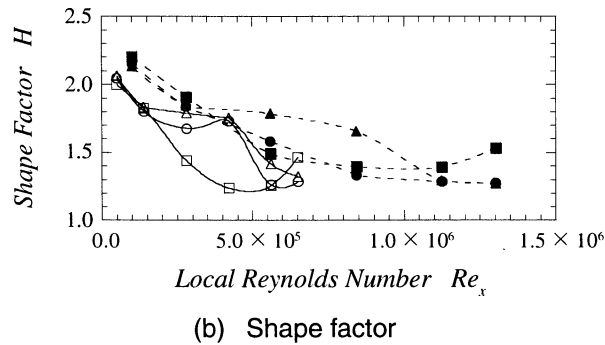 2.5
2.0
1.5
1.0
Shape Factor H
0.0 5.0 × 10⁵ 1.0 × 10⁶ 1.5 × 10⁶
Local Reynolds Number Reₓ
(b) Shape factor